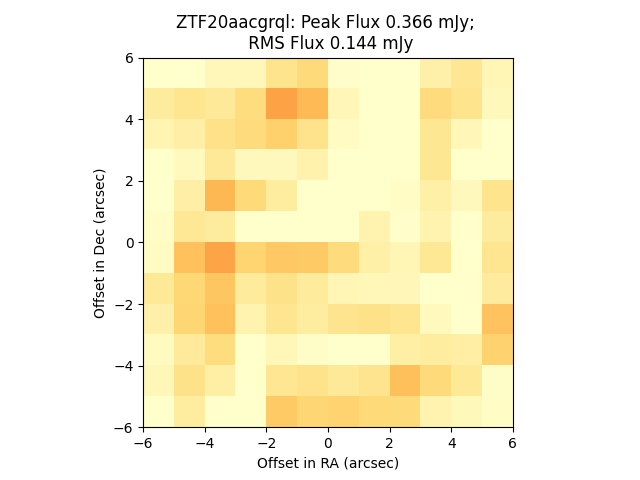 ZTF20aacgrql: Peak Flux 0.366 mJy;
RMS Flux 0.144 mJy
6
4
2
0
−2
−4
−6
Offset in Dec (arcsec)
−6 −4 −2 0 2 4 6
Offset in RA (arcsec)